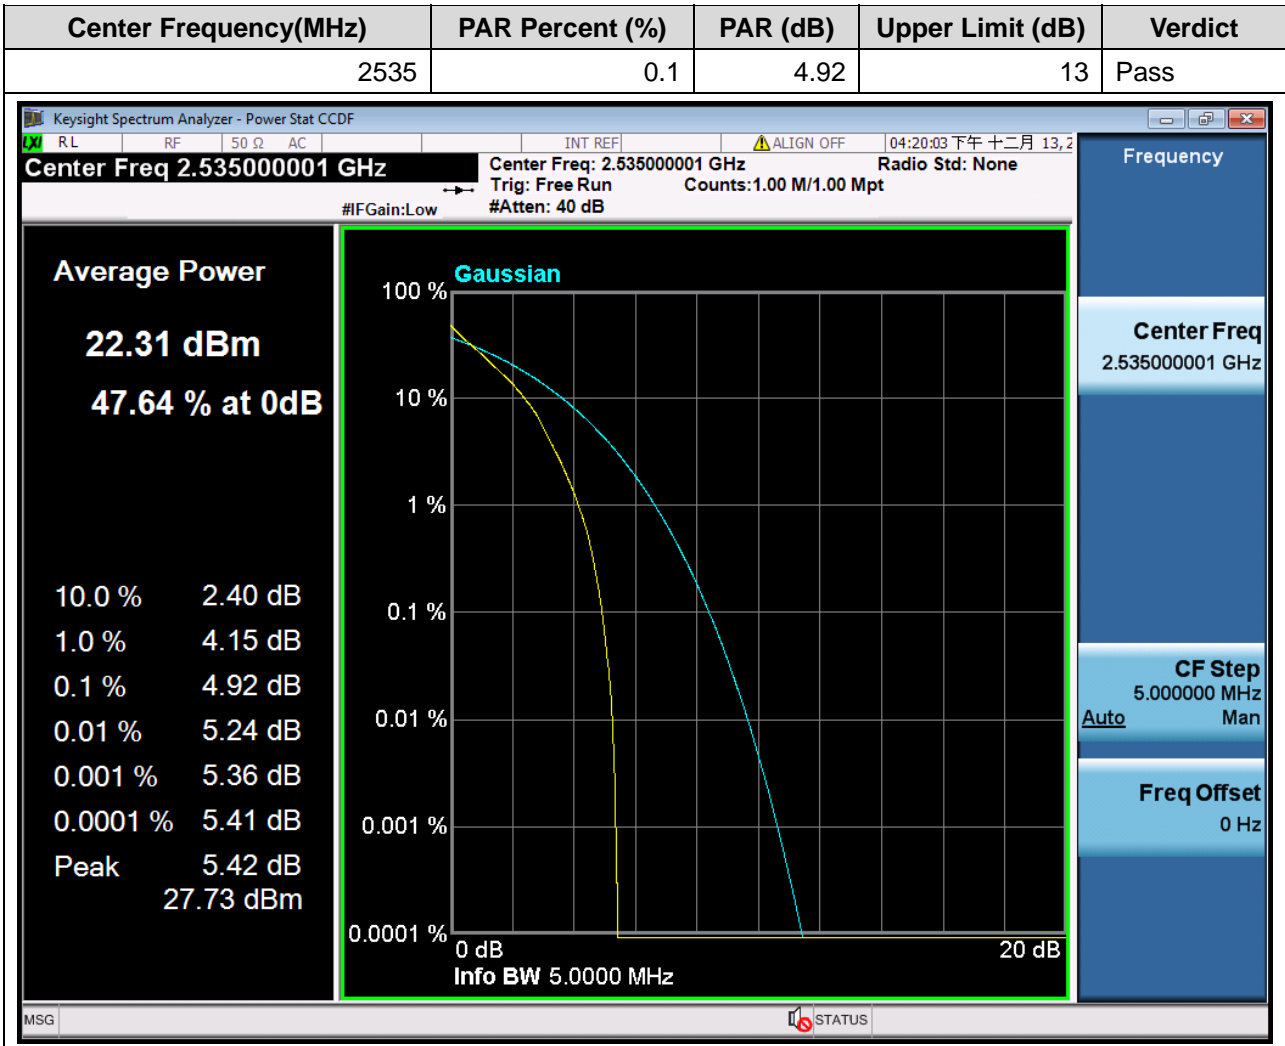 Center Frequency(MHz) PAR Percent (%) PAR (dB) Upper Limit (dB) Verdict
2535 0.1 4.92 13 Pass
Keysight Spectrum Analyzer - Power Stat CCDF
LXI RL RF 50 Ω AC INT REF ALIGN OFF 04:20:03 下午 十二月 13, 2
Center Freq 2.535000001 GHz
#IFGain:Low
Center Freq: 2.535000001 GHz Radio Std: None
Trig: Free Run Counts:1.00 M/1.00 Mpt
#Atten: 40 dB
Frequency
Average Power
22.31 dBm
47.64 % at 0dB
10.0 % 2.40 dB
1.0 % 4.15 dB
0.1 % 4.92 dB
0.01 % 5.24 dB
0.001 % 5.36 dB
0.0001 % 5.41 dB
Peak 5.42 dB
27.73 dBm
Gaussian
100 %
10 %
1 %
0.1 %
0.01 %
0.001 %
0.0001 %
0 dB 20 dB
Info BW 5.0000 MHz
Center Freq
2.535000001 GHz
CF Step
5.000000 MHz
Auto Man
Freq Offset
0 Hz
MSG STATUS